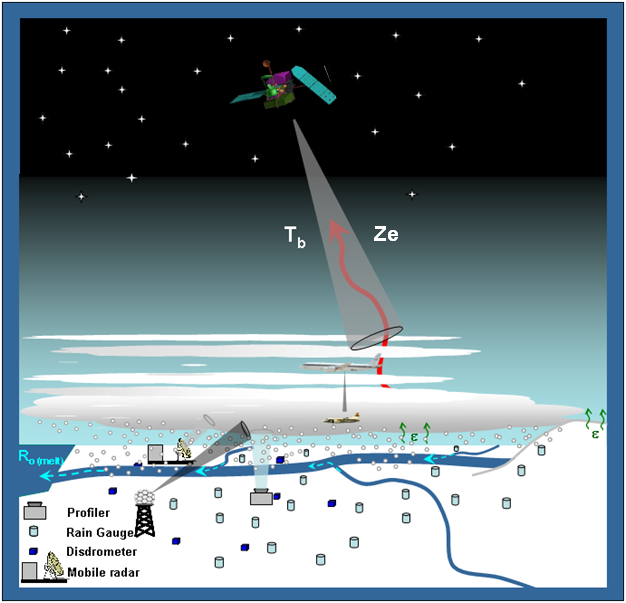 Tb
Ze
ε
ε
Ro (melt)
Profiler
Rain Gauge
Disdrometer
Mobile radar